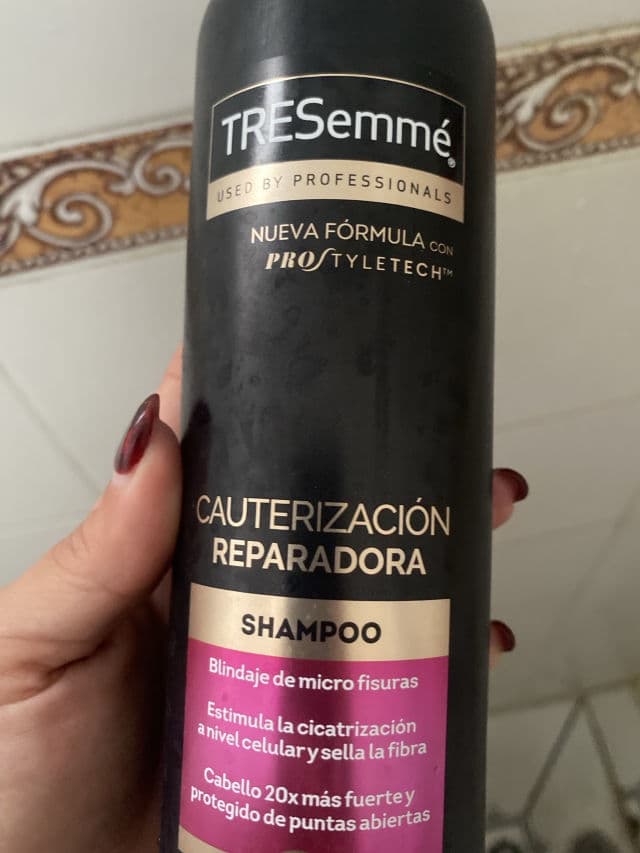 TRESemmé®
USED BY PROFESSIONALS
NUEVA FÓRMULA CON
PROSTYLETECH™
CAUTERIZACIÓN
REPARADORA
SHAMPOO
Blindaje de micro fisuras
Estimula la cicatrización
a nivel celular y sella la fibra
Cabello 20x más fuerte y
protegido de puntas abiertas